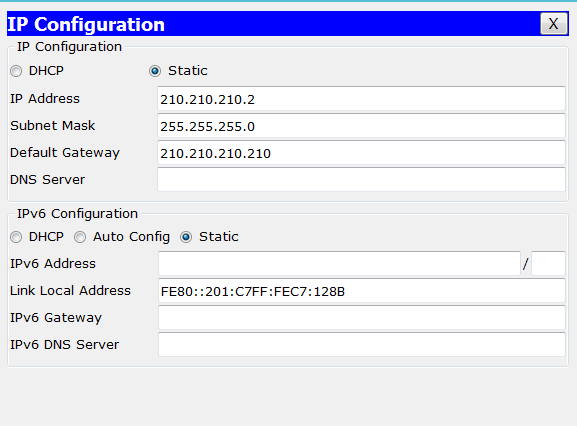 IP Configuration X
IP Configuration
DHCP Static
IP Address 210.210.210.2
Subnet Mask 255.255.255.0
Default Gateway 210.210.210.210
DNS Server
IPv6 Configuration
DHCP Auto Config Static
IPv6 Address /
Link Local Address FE80::201:C7FF:FEC7:128B
IPv6 Gateway
IPv6 DNS Server